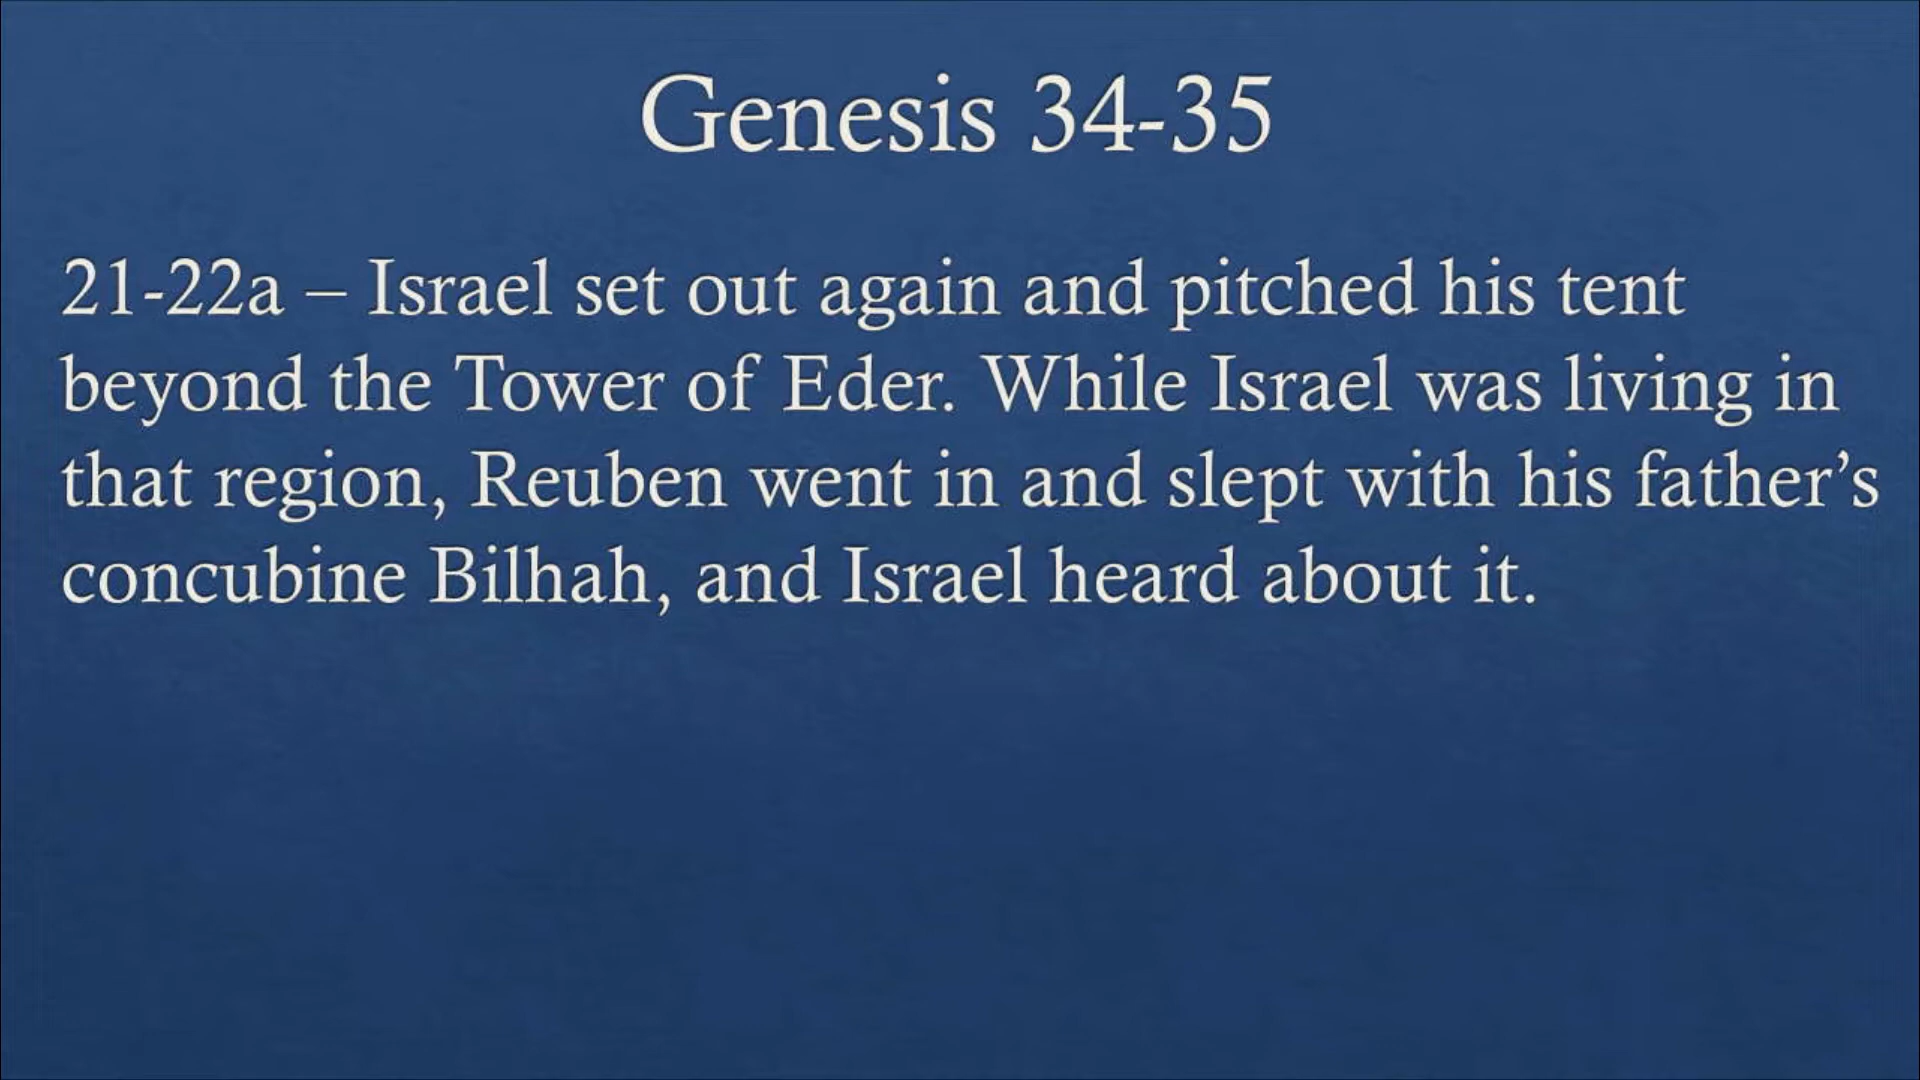 Genesis 34-35
21-22a – Israel set out again and pitched his tent
beyond the Tower of Eder. While Israel was living in
that region, Reuben went in and slept with his father’s
concubine Bilhah, and Israel heard about it.